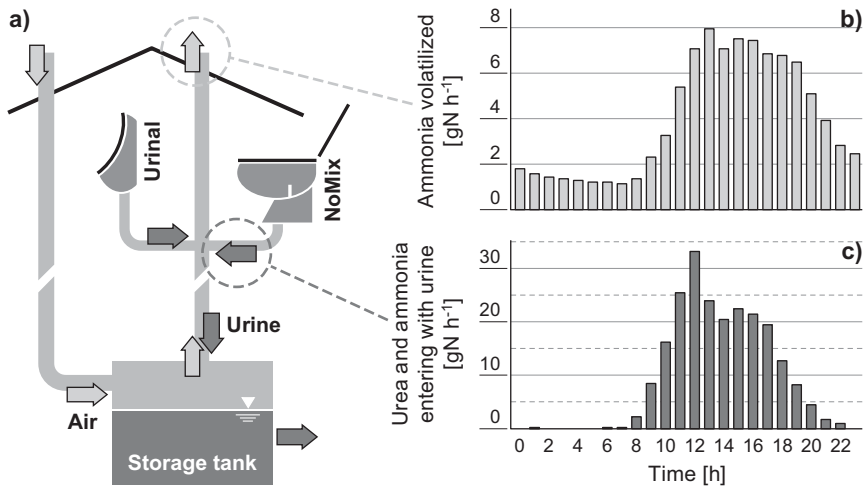 a)
Urinal
NoMix
Urine
Air
Storage tank
b)
Ammonia volatilized
[gN h-1]
8
6
4
2
0
c)
Urea and ammonia
entering with urine
[gN h-1]
30
20
10
0
0 2 4 6 8 10 12 14 16 18 20 22
Time [h]